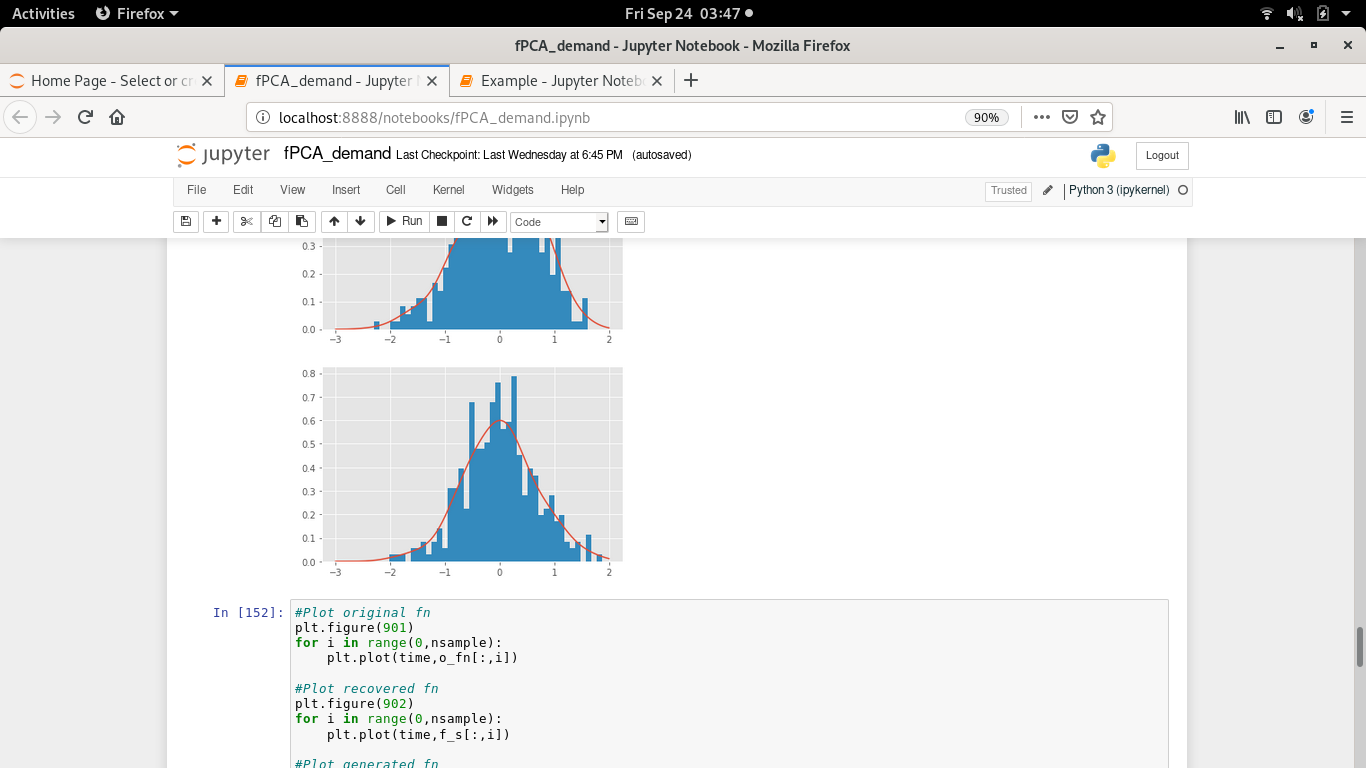 Activities Firefox Fri Sep 24 03:47
fPCA_demand - Jupyter Notebook - Mozilla Firefox
Home Page - Select or cr fPCA_demand - Jupyter Example - Jupyter Noteb
localhost:8888/notebooks/fPCA_demand.ipynb 90%
jupyter fPCA_demand Last Checkpoint: Last Wednesday at 6:45 PM (autosaved) Logout
File Edit View Insert Cell Kernel Widgets Help Trusted Python 3 (ipykernel)
Run Code
0.3
0.2
0.1
0.0
−3 −2 −1 0 1 2
0.8
0.7
0.6
0.5
0.4
0.3
0.2
0.1
0.0
−3 −2 −1 0 1 2
In [152]: #Plot original fn
plt.figure(901)
for i in range(0,nsample):
    plt.plot(time,o_fn[:,i])
#Plot recovered fn
plt.figure(902)
for i in range(0,nsample):
    plt.plot(time,f_s[:,i])
#Plot generated fn